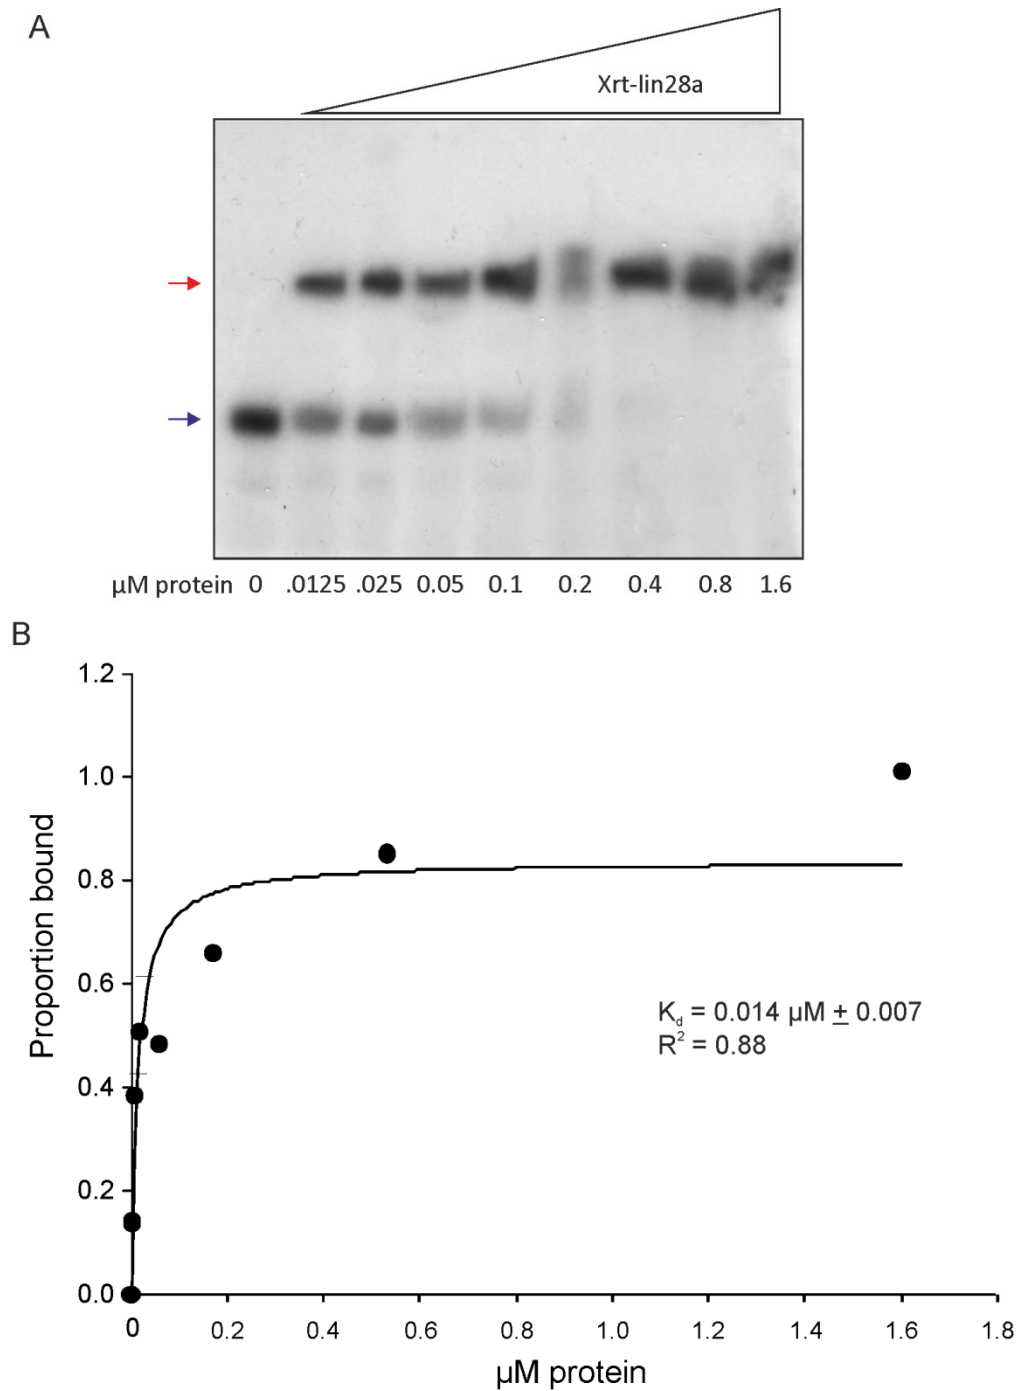 A
Xrt-lin28a
µM protein 0 .0125 .025 0.05 0.1 0.2 0.4 0.8 1.6
B
1.2
1.0
0.8
0.6
0.4
0.2
0.0
Proportion bound
Kd = 0.014 µM ± 0.007
R² = 0.88
0 0.2 0.4 0.6 0.8 1.0 1.2 1.4 1.6 1.8
µM protein